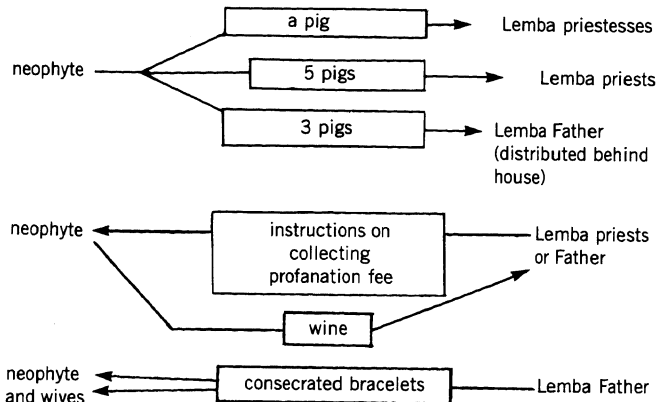 a pig
Lemba priestesses
neophyte
5 pigs
Lemba priests
3 pigs
Lemba Father
(distributed behind
house)
neophyte
instructions on
collecting
profanation fee
Lemba priests
or Father
wine
neophyte
and wives
consecrated bracelets
Lemba Father